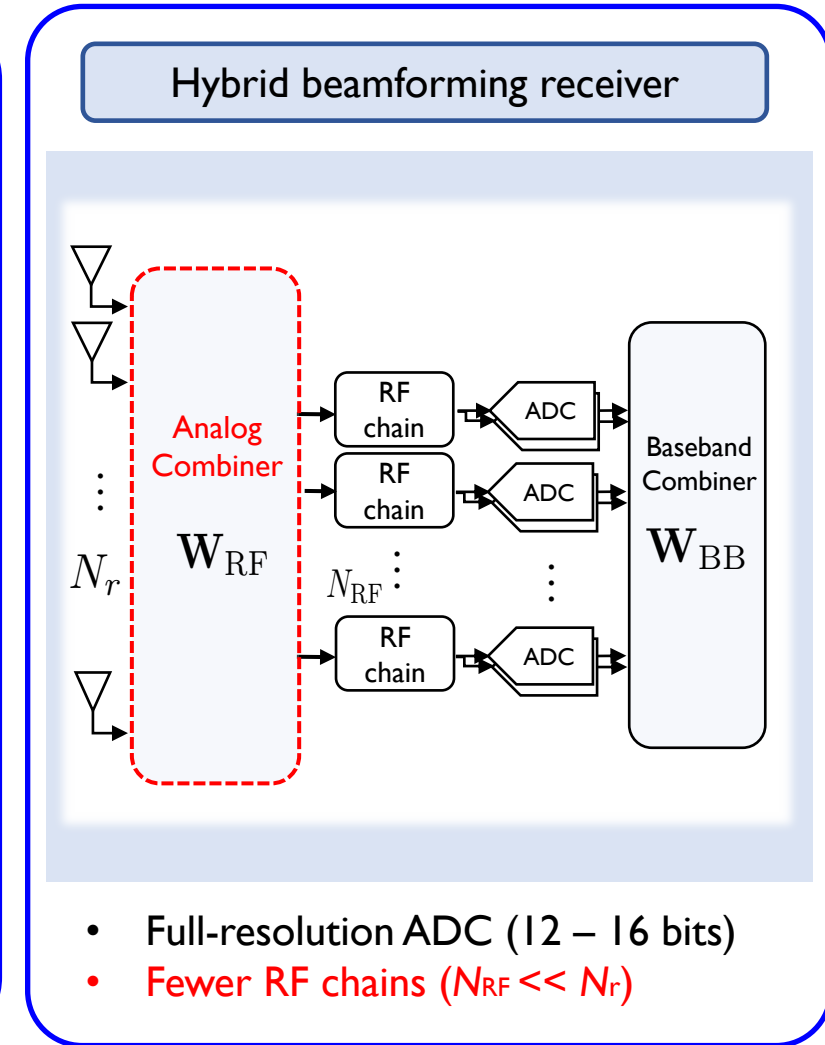 Hybrid beamforming receiver
Analog
Combiner
W_RF
⋮
N_r
RF
chain
ADC
RF
chain
ADC
N_RF ⋮
⋮
RF
chain
ADC
Baseband
Combiner
W_BB
• Full-resolution ADC (12 – 16 bits)
• Fewer RF chains (N_RF << N_r)